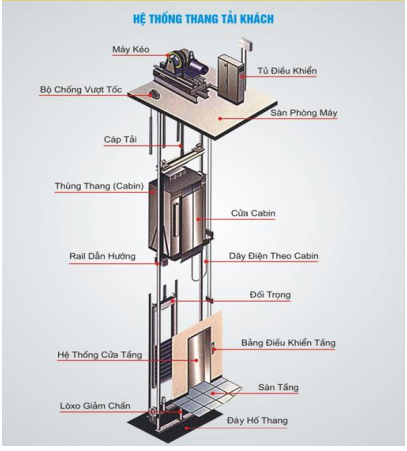 HỆ THỐNG THANG TẢI KHÁCH
Máy Kéo
Tủ Điều Khiển
Bộ Chống Vượt Tốc
Sàn Phòng Máy
Cáp Tải
Thùng Thang (Cabin)
Cửa Cabin
Rail Dẫn Hướng
Dây Điện Theo Cabin
Đối Trọng
Bảng Điều Khiển Tầng
Hệ Thống Cửa Tầng
Sàn Tầng
Lòxo Giảm Chấn
Đáy Hố Thang